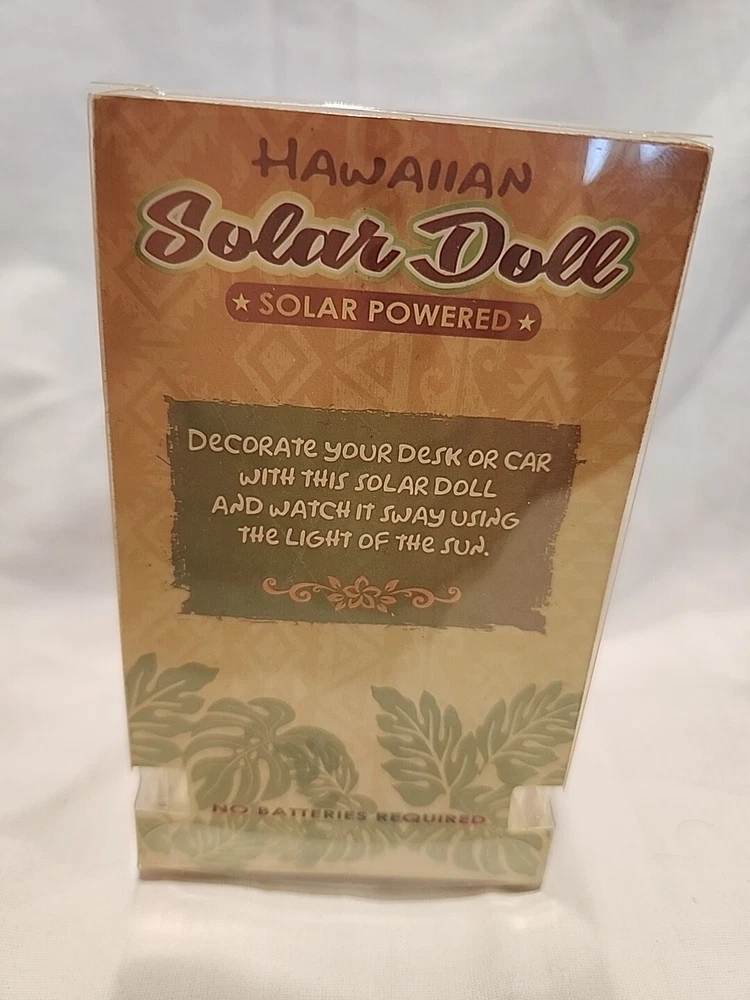 HAWAIIAN
Solar Doll
★ SOLAR POWERED ★
DECORATE YOUR DESK OR CAR
WITH THIS SOLAR DOLL
AND WATCH IT SWAY USING
THE LIGHT OF THE SUN.
NO BATTERIES REQUIRED